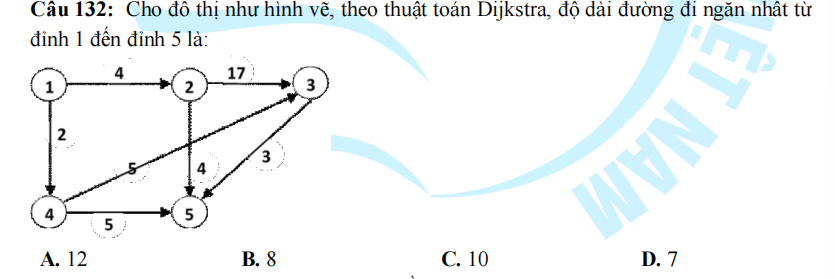 Câu 132: Cho đồ thị như hình vẽ, theo thuật toán Dijkstra, độ dài đường đi ngắn nhất từ
đỉnh 1 đến đỉnh 5 là:
4 17
1 2 3
2 5 4 3
4 5 5
A. 12 B. 8 C. 10 D. 7
IỆT NAM